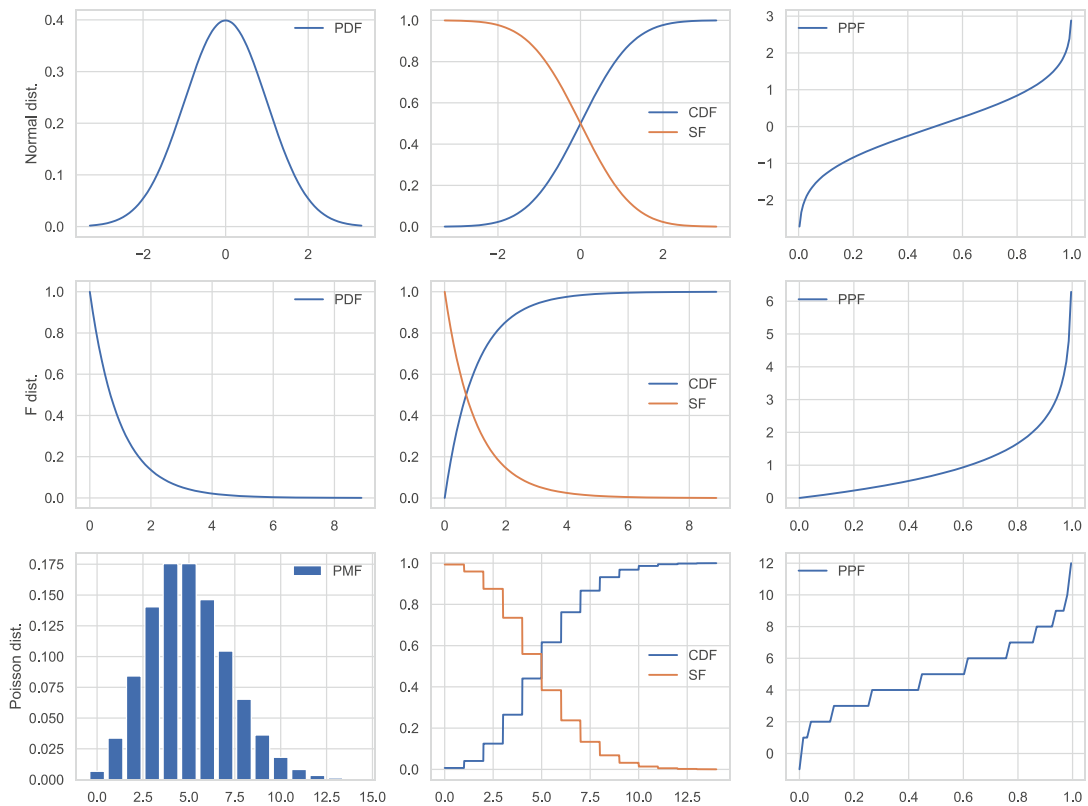 Normal dist.
0.4
0.3
0.2
0.1
0.0
PDF
−2 0 2
1.0
0.8
0.6
0.4
0.2
0.0
CDF
SF
−2 0 2
3
2
1
0
−1
−2
PPF
0.0 0.2 0.4 0.6 0.8 1.0
F dist.
1.0
0.8
0.6
0.4
0.2
0.0
PDF
0 2 4 6 8
1.0
0.8
0.6
0.4
0.2
0.0
CDF
SF
0 2 4 6 8
6
5
4
3
2
1
0
PPF
0.0 0.2 0.4 0.6 0.8 1.0
Poisson dist.
0.175
0.150
0.125
0.100
0.075
0.050
0.025
0.000
PMF
0.0 2.5 5.0 7.5 10.0 12.5 15.0
1.0
0.8
0.6
0.4
0.2
0.0
CDF
SF
0.0 2.5 5.0 7.5 10.0 12.5
12
10
8
6
4
2
0
PPF
0.0 0.2 0.4 0.6 0.8 1.0